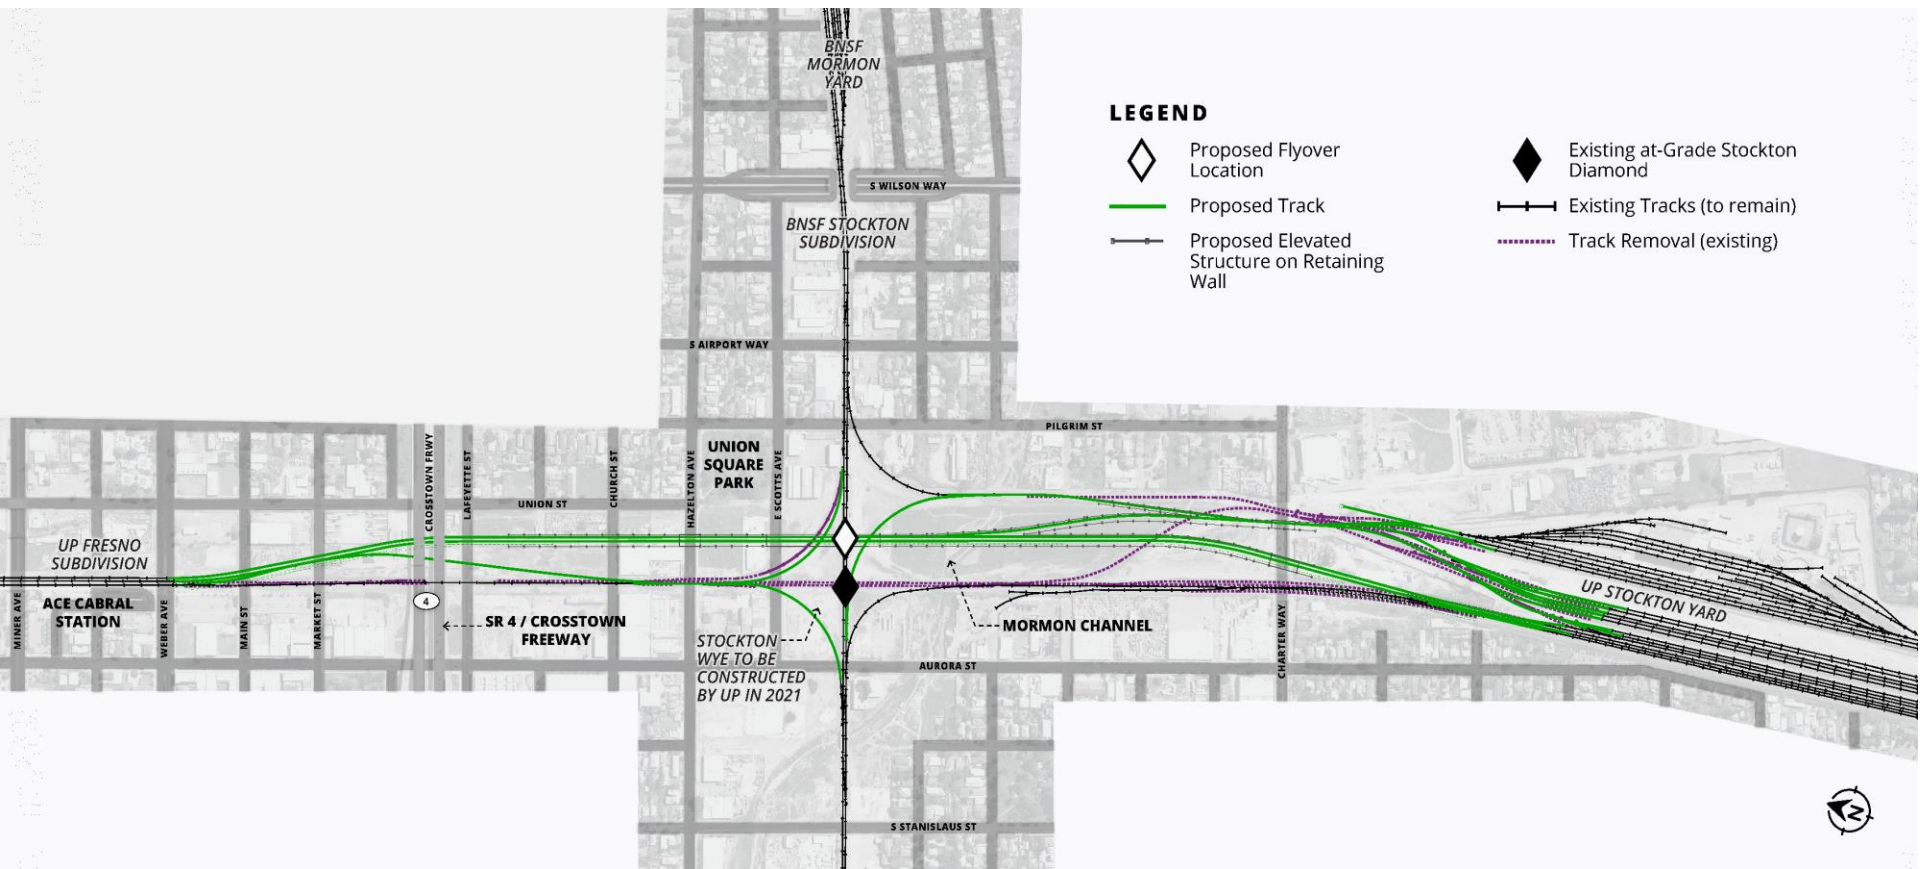 BNSF
MORMON
YARD
S WILSON WAY
BNSF STOCKTON
SUBDIVISION
S AIRPORT WAY
LEGEND
Proposed Flyover
Location
Proposed Track
Proposed Elevated
Structure on Retaining
Wall
Existing at-Grade Stockton
Diamond
Existing Tracks (to remain)
Track Removal (existing)
PILGRIM ST
UNION
SQUARE
PARK
CROSSTOWN FRWY
LAFAYETTE ST
CHURCH ST
HAZELTON AVE
E SCOTTS AVE
UNION ST
UP FRESNO
SUBDIVISION
ACE CABRAL
STATION
MINER AVE
WEBER AVE
MAIN ST
MARKET ST
4
SR 4 / CROSSTOWN
FREEWAY
STOCKTON
WYE TO BE
CONSTRUCTED
BY UP IN 2021
MORMON CHANNEL
AURORA ST
CHARTER WAY
UP STOCKTON YARD
S STANISLAUS ST
N